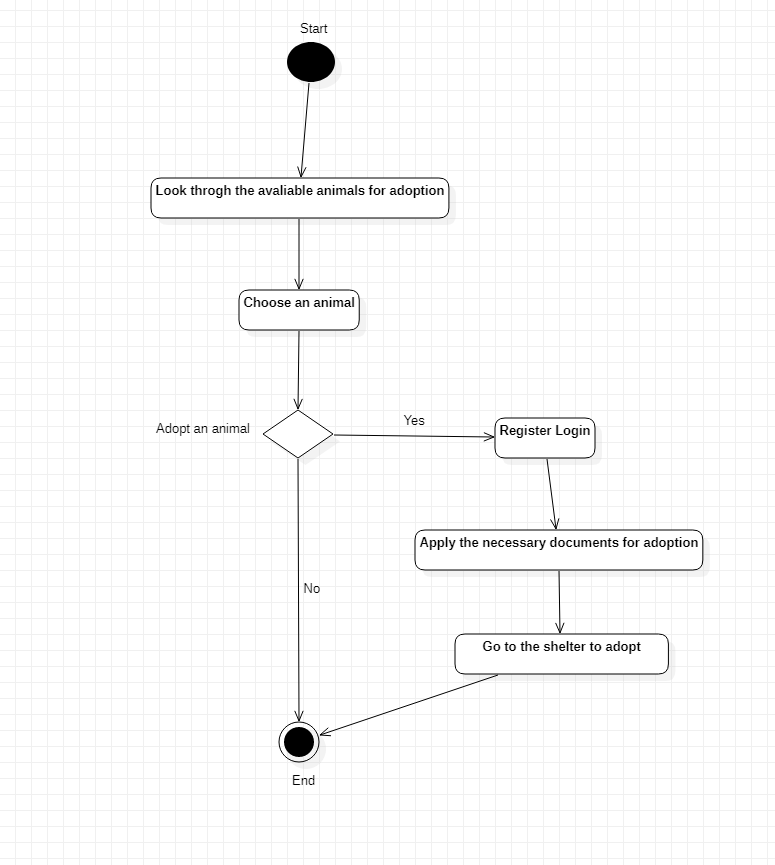 Start
Look throgh the avaliable animals for adoption
Choose an animal
Adopt an animal
Yes
Register Login
Apply the necessary documents for adoption
No
Go to the shelter to adopt
End